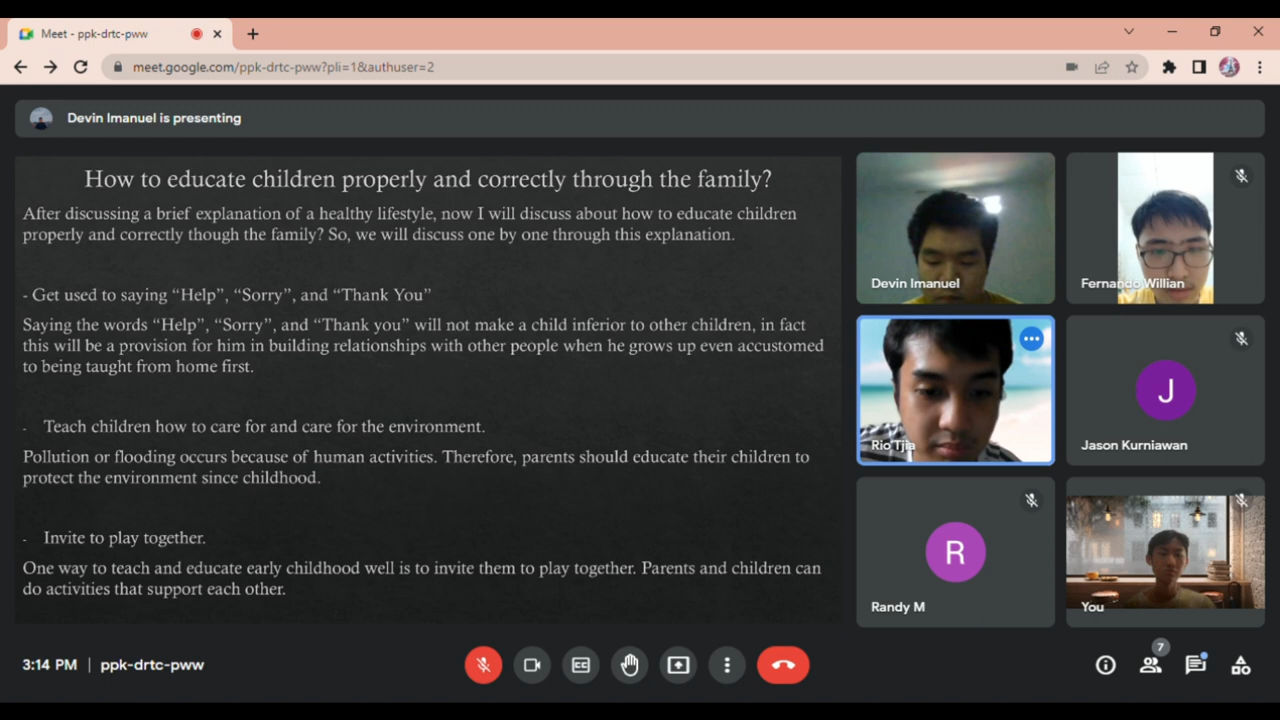 Meet - ppk-drtc-pww
meet.google.com/ppk-drtc-pww?pli=1&authuser=2
Devin Imanuel is presenting
How to educate children properly and correctly through the family?
After discussing a brief explanation of a healthy lifestyle, now I will discuss about how to educate children
properly and correctly though the family? So, we will discuss one by one through this explanation.
- Get used to saying “Help”, “Sorry”, and “Thank You”
Saying the words “Help”, “Sorry”, and “Thank you” will not make a child inferior to other children, in fact
this will be a provision for him in building relationships with other people when he grows up even accustomed
to being taught from home first.
- Teach children how to care for and care for the environment.
Pollution or flooding occurs because of human activities. Therefore, parents should educate their children to
protect the environment since childhood.
- Invite to play together.
One way to teach and educate early childhood well is to invite them to play together. Parents and children can
do activities that support each other.
Devin Imanuel
Fernando Willian
Rio Tjia
J
Jason Kurniawan
R
Randy M
You
3:14 PM | ppk-drtc-pww
CC
7